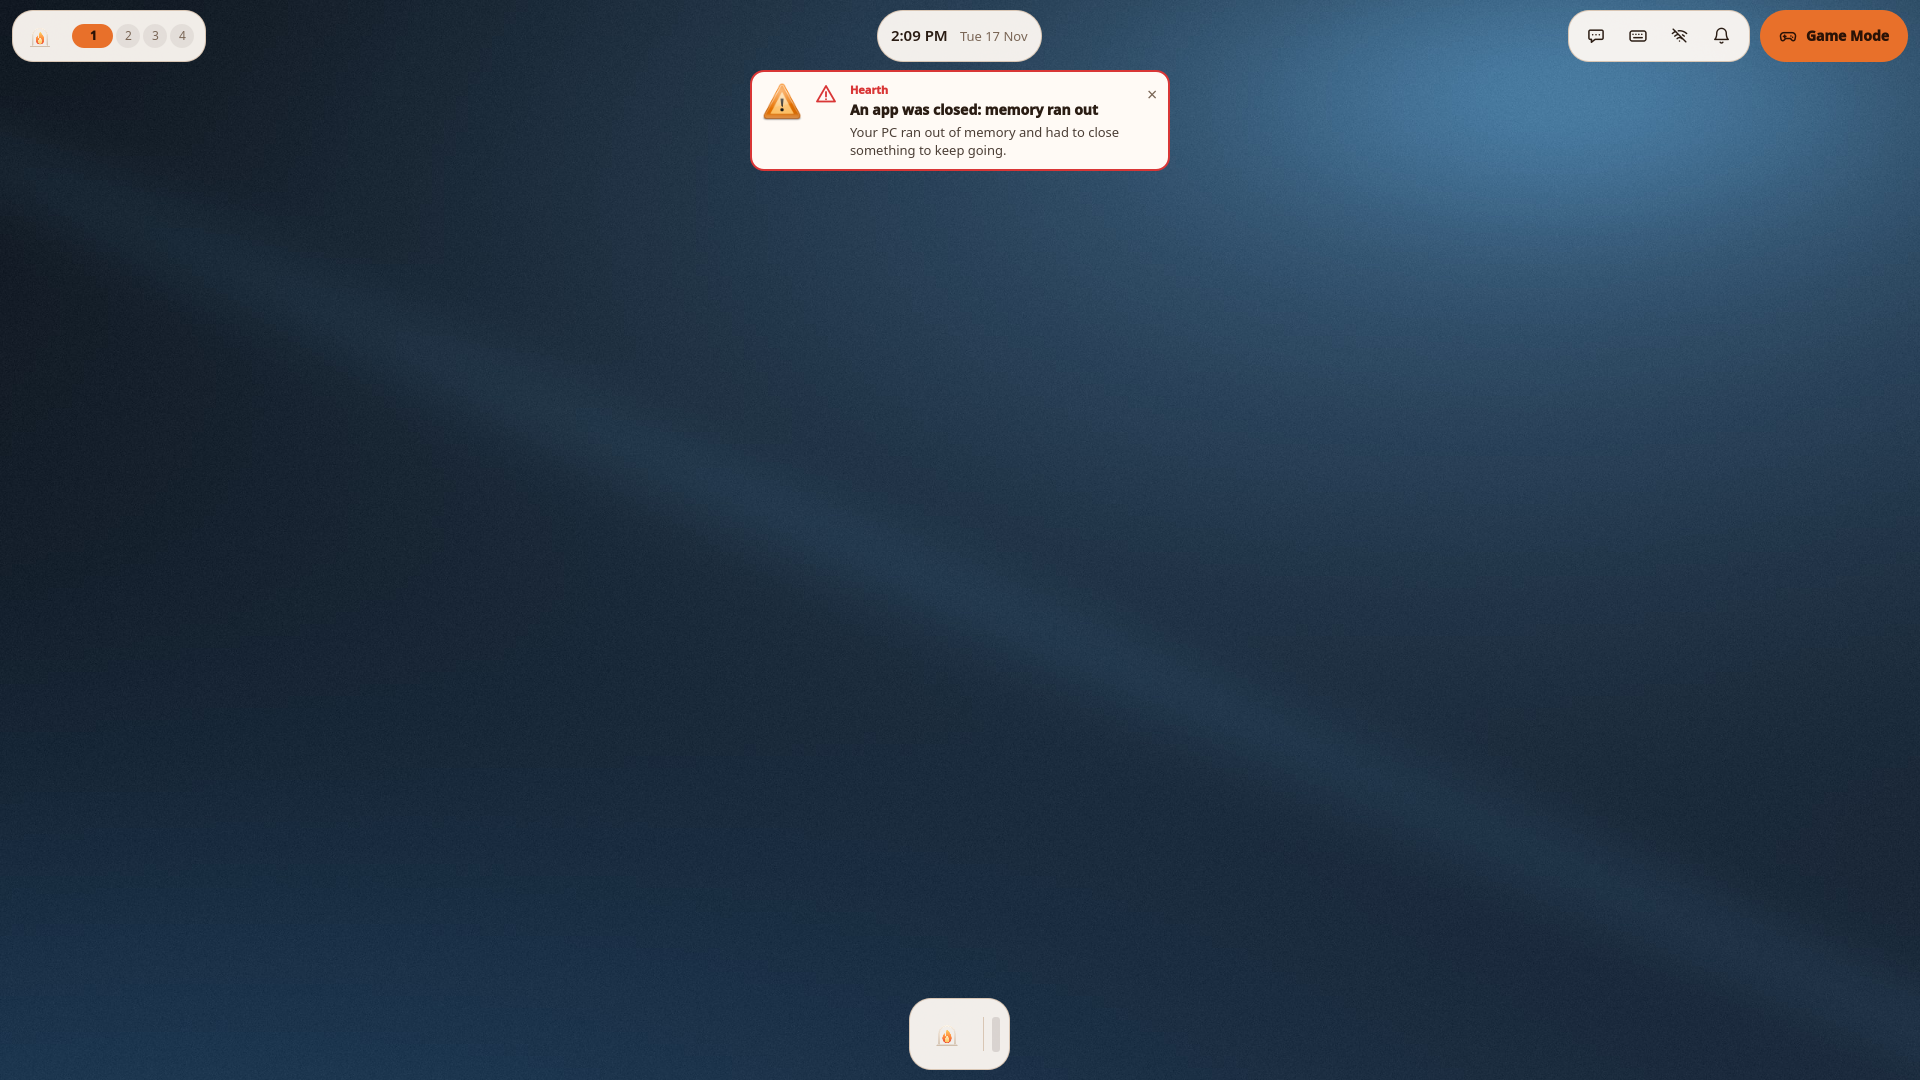 1 2 3 4
2:09 PM Tue 17 Nov
Game Mode
Hearth
An app was closed: memory ran out
Your PC ran out of memory and had to close
something to keep going.